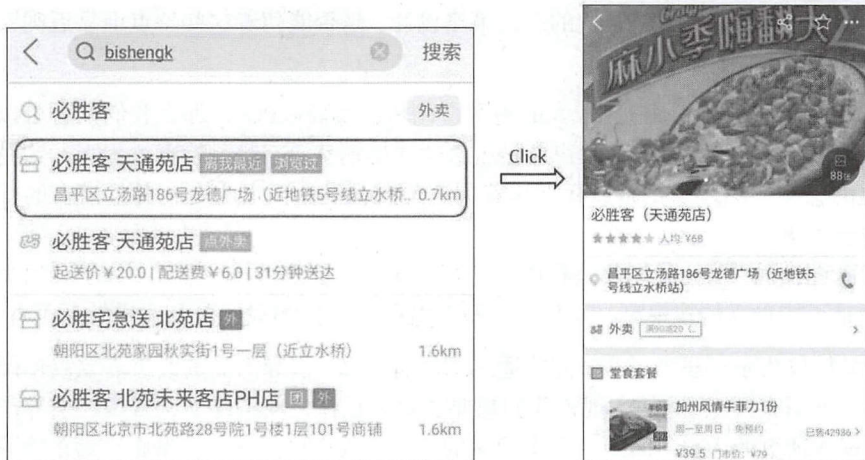 bishengk
搜索
必胜客
外卖
必胜客 天通苑店 离我最近 浏览过
昌平区立汤路186号龙德广场（近地铁5号线立水桥.. 0.7km
必胜客 天通苑店 点外卖
起送价￥20.0 | 配送费￥6.0 | 31分钟送达
必胜宅急送 北苑店 外
朝阳区北苑家园秋实街1号一层（近立水桥） 1.6km
必胜客 北苑未来客店PH店 团 外
朝阳区北京市北苑路28号院1号楼1层101号商铺 1.6km
Click
麻小季嗨翻天
必胜客（天通苑店）
人均 ¥68
昌平区立汤路186号龙德广场（近地铁5
号线立水桥站）
外卖
堂食套餐
加州风情牛菲力1份
周一至周日 免预约
已售42986
¥39.5 门市价：¥79